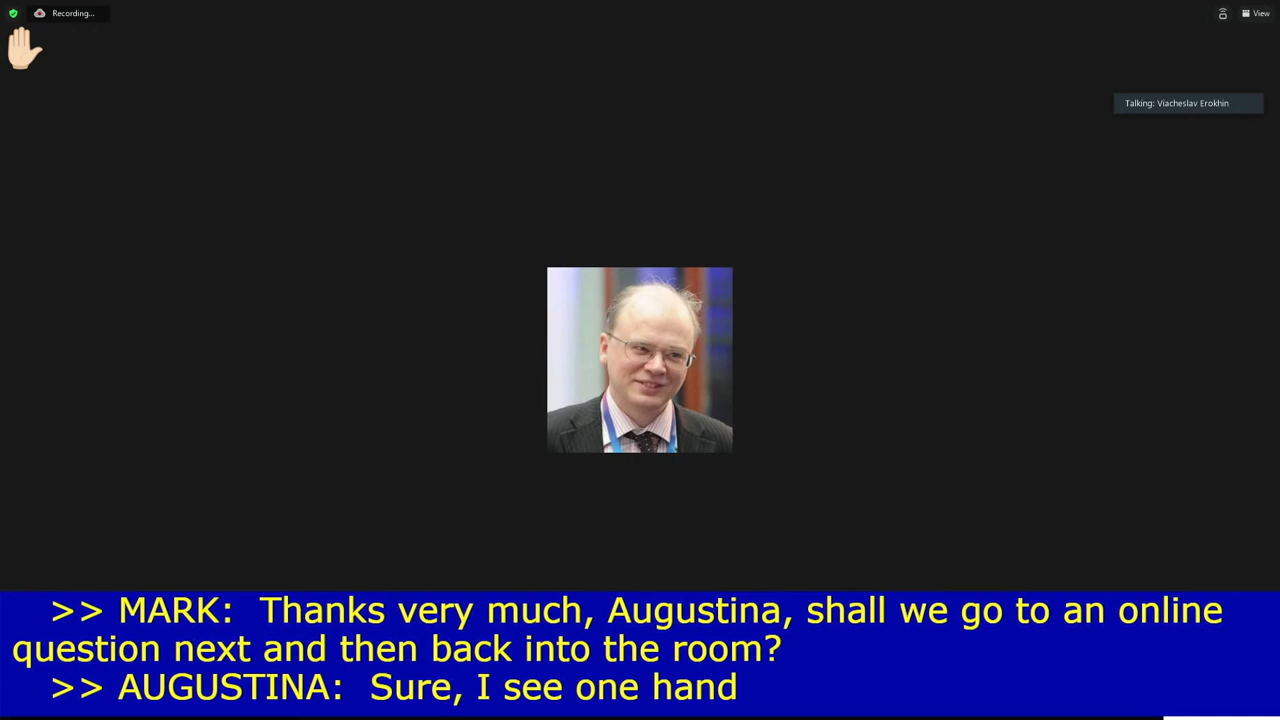 Recording...
View
Talking: Viacheslav Erokhin
>> MARK: Thanks very much, Augustina, shall we go to an online
question next and then back into the room?
>> AUGUSTINA: Sure, I see one hand